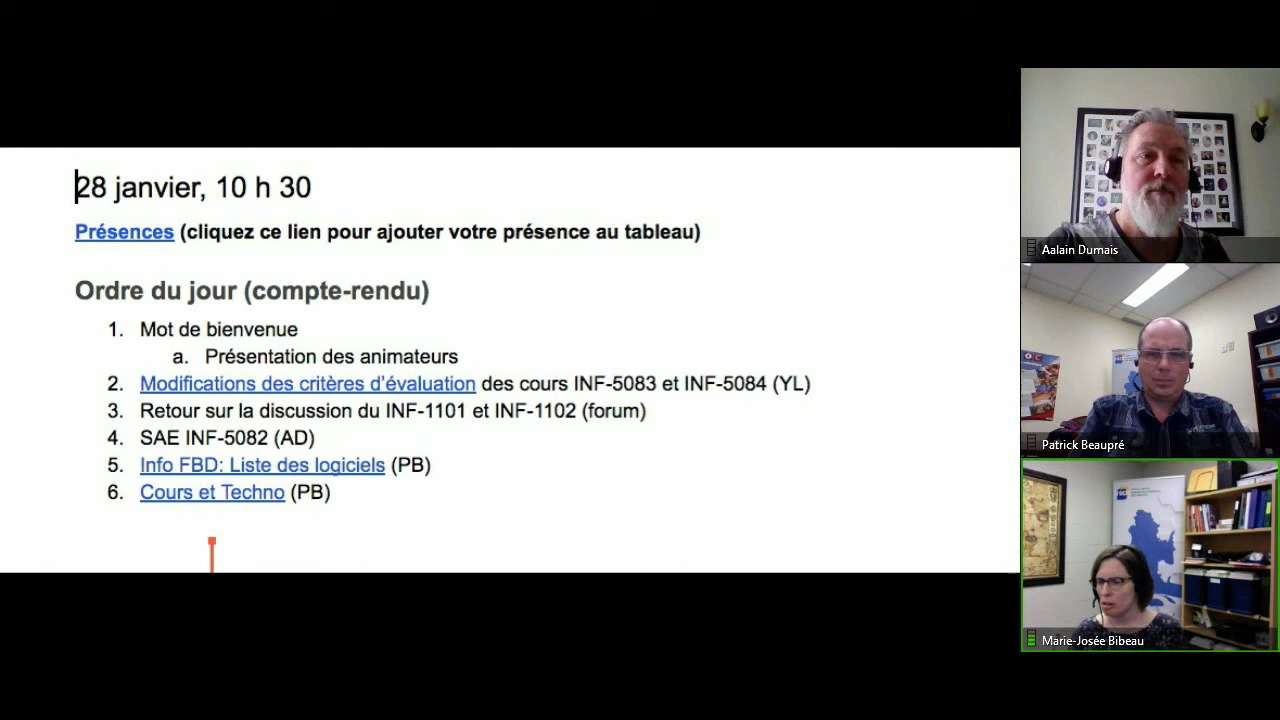 28 janvier, 10 h 30
Présences (cliquez ce lien pour ajouter votre présence au tableau)
Ordre du jour (compte-rendu)
1. Mot de bienvenue
a. Présentation des animateurs
2. Modifications des critères d'évaluation des cours INF-5083 et INF-5084 (YL)
3. Retour sur la discussion du INF-1101 et INF-1102 (forum)
4. SAE INF-5082 (AD)
5. Info FBD: Liste des logiciels (PB)
6. Cours et Techno (PB)
Aalain Dumais
Patrick Beaupré
Marie-Josée Bibeau